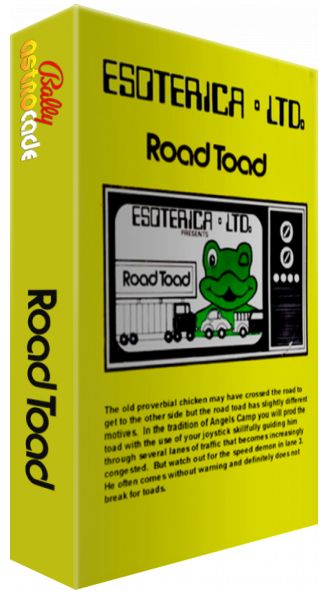 Bally
astrocade
Road Toad
ESOTERICA · LTD.
Road Toad
ESOTERICA · LTD.
PRESENTS
Road Toad
The old proverbial chicken may have crossed the road to
get to the other side but the road toad has slightly different
motives. In the tradition of Angels Camp you will prod the
toad with the use of your joystick skillfully guiding him
through several lanes of traffic that becomes increasingly
congested. But watch out for the speed demon in lane 3.
He often comes without warning and definitely does not
break for toads.